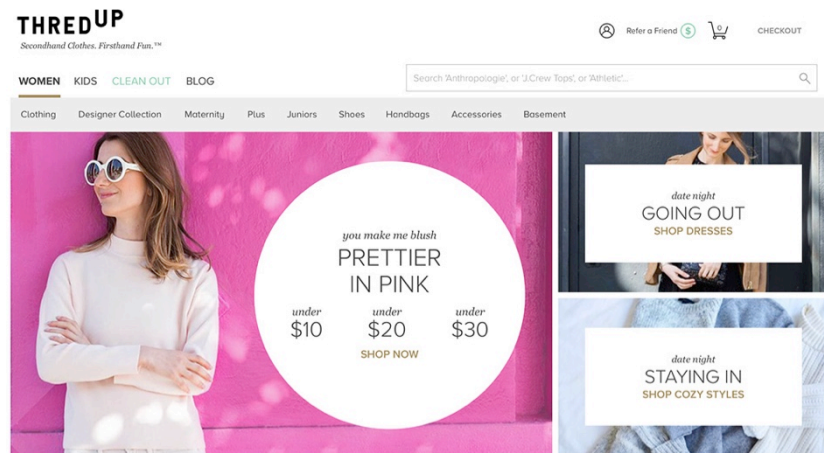 THREDUP
Secondhand Clothes. Firsthand Fun.™
Refer a Friend $
0
CHECKOUT
WOMEN KIDS CLEAN OUT BLOG
Search 'Anthropologie', or 'J.Crew Tops', or 'Athletic'...
Clothing Designer Collection Maternity Plus Juniors Shoes Handbags Accessories Basement
you make me blush
PRETTIER
IN PINK
under under under
$10 $20 $30
SHOP NOW
date night
GOING OUT
SHOP DRESSES
date night
STAYING IN
SHOP COZY STYLES